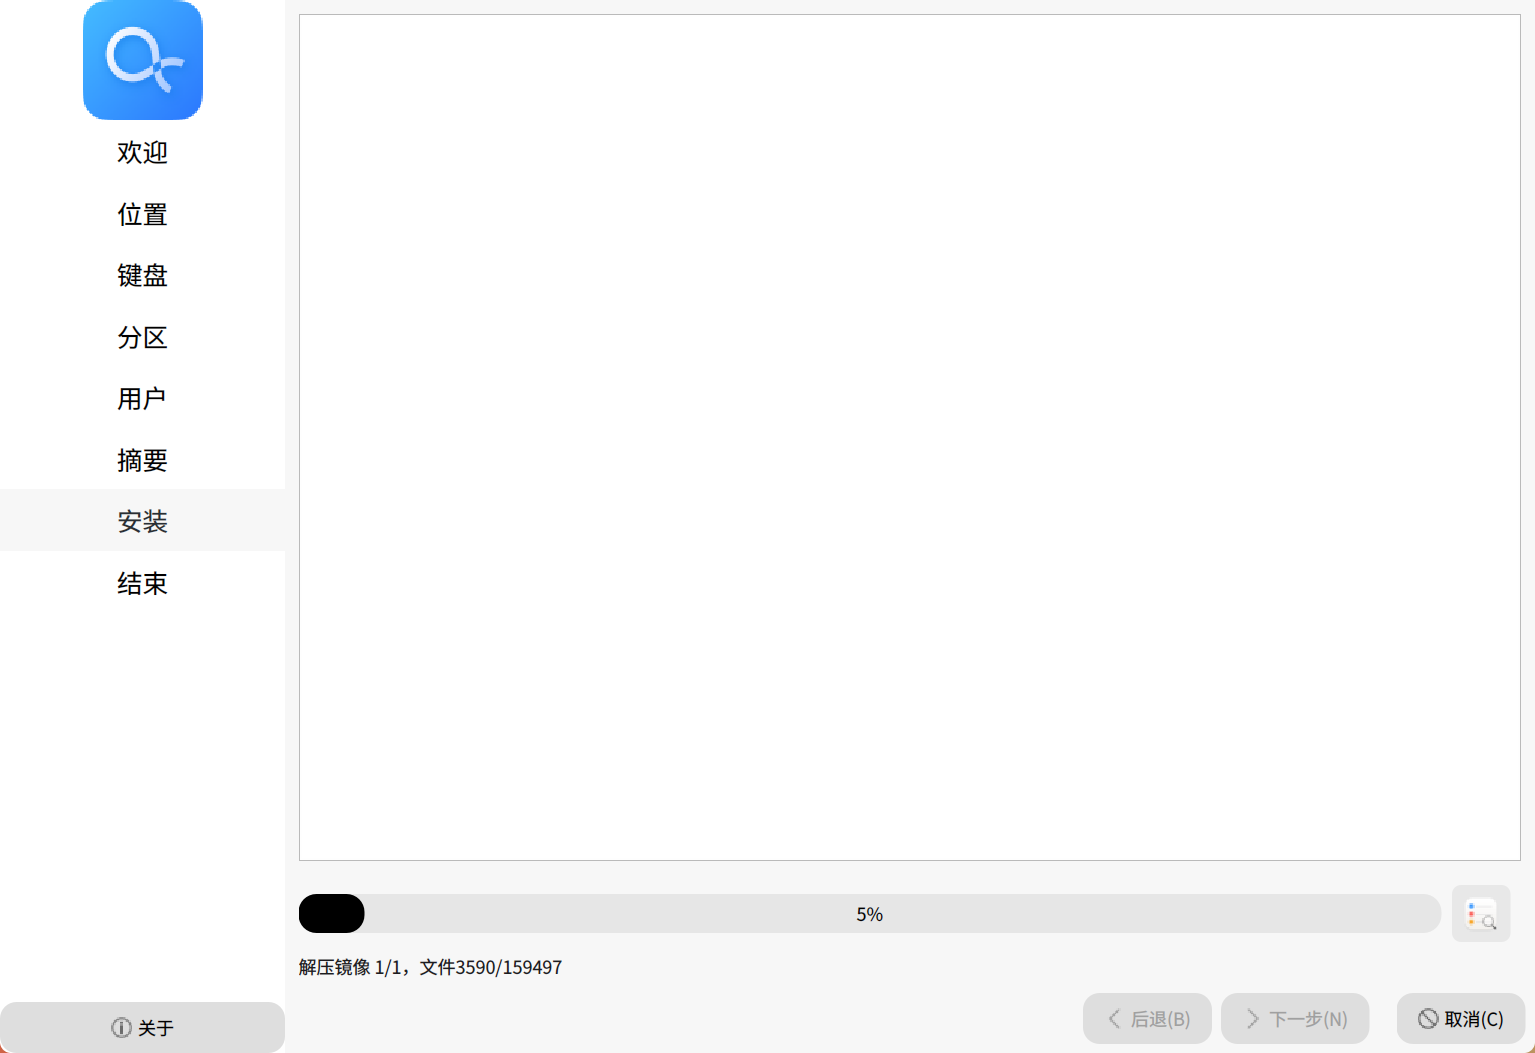 欢迎
位置
键盘
分区
用户
摘要
安装
结束
关于
5%
解压镜像 1/1，文件3590/159497
后退(B)
下一步(N)
取消(C)